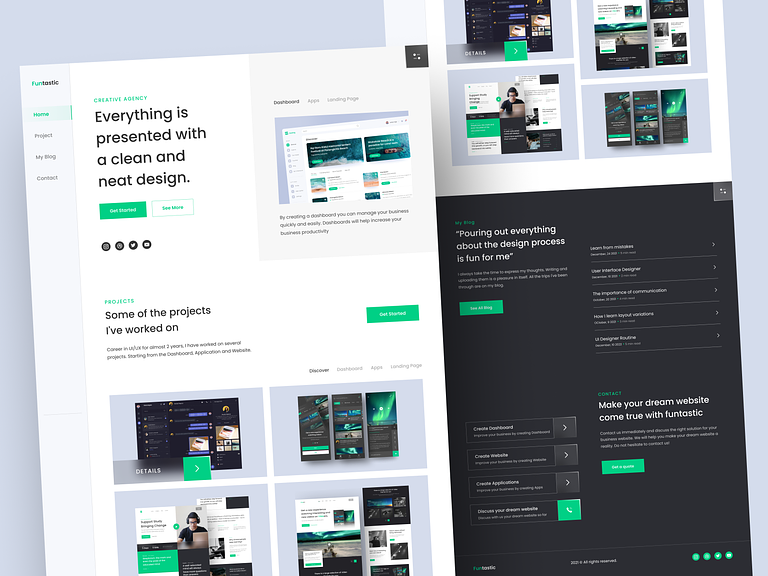 Funtastic
Home
Project
My Blog
Contact
CREATIVE AGENCY
Everything is
presented with
a clean and
neat design.
Get Started
See More
Dashboard
Apps
Landing Page
By creating a dashboard you can manage your business
quickly and easily. Dashboards will help increase your
business productivity
PROJECTS
Some of the projects
I've worked on
Get Started
Career in UI/UX for almost 2 years, I have worked on several
projects. Starting from the Dashboard, Application and Website.
Discover
Dashboard
Apps
Landing Page
DETAILS
Support Study
Bringing
Change
DETAILS
Support Study
Bringing
Change
My Blog
“Pouring out everything
about the design process
is fun for me”
I always take the time to express my thoughts. Writing and
uploading them is a pleasure in itself. All the trips I've been
through are on my blog.
See All Blog
Learn from mistakes
User Interface Designer
The importance of communication
How I learn layout variations
UI Designer Routine
Create Dashboard
Improve your business by creating Dashboard
Create Website
Improve your business by creating Website
Create Applications
Improve your business by creating Apps
Discuss your dream website
Discuss with us your dream website so far
CONTACT
Make your dream website
come true with funtastic
Contact us immediately and discuss the right solution for your
business website. We will help you make your dream website a
reality. Do not hesitate to contact us!
Get a quote
Funtastic
2021 © All rights reserved.